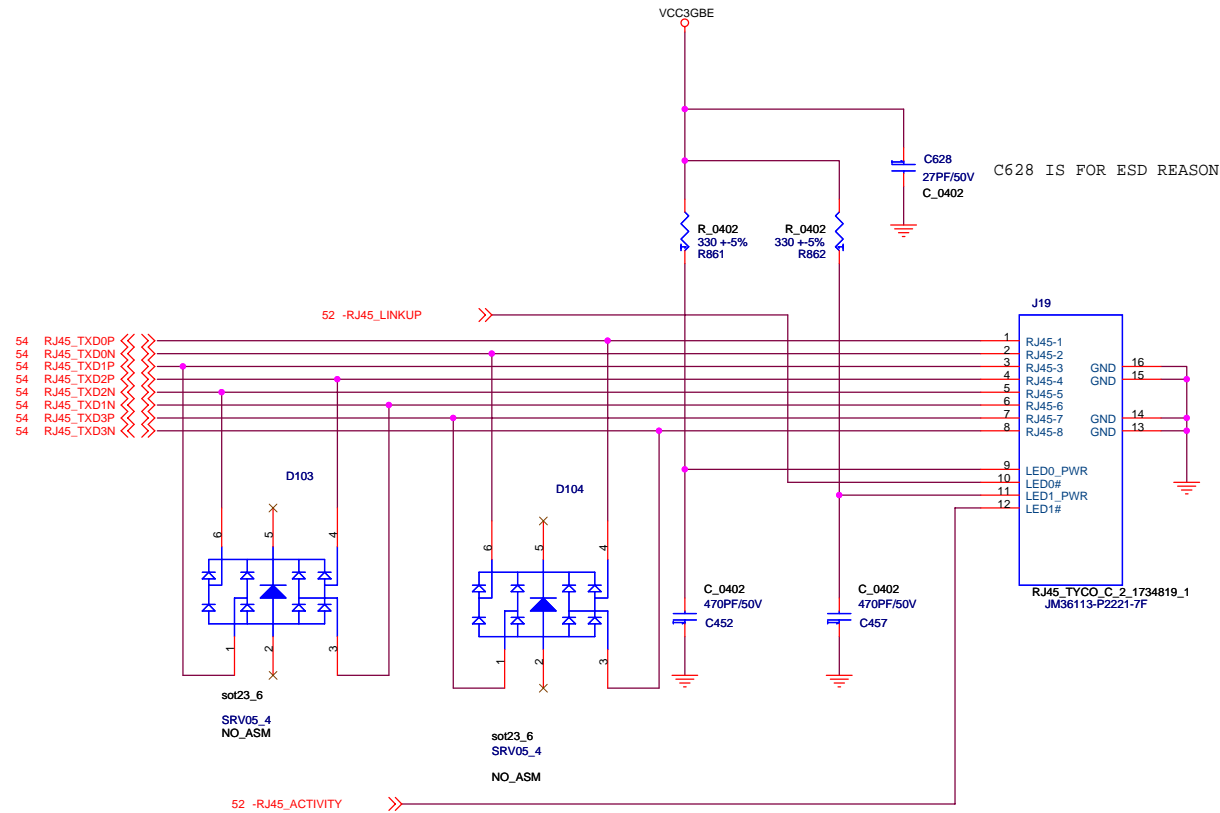 VCC3GBE
C628
27PF/50V
C_0402
C628 IS FOR ESD REASON
R_0402
330 +-5%
R861
R_0402
330 +-5%
R862
J19
52 -RJ45_LINKUP
54 RJ45_TXD0P
54 RJ45_TXD0N
54 RJ45_TXD1P
54 RJ45_TXD2P
54 RJ45_TXD2N
54 RJ45_TXD1N
54 RJ45_TXD3P
54 RJ45_TXD3N
1 RJ45-1
2 RJ45-2
3 RJ45-3
4 RJ45-4
5 RJ45-5
6 RJ45-6
7 RJ45-7
8 RJ45-8
9 LED0_PWR
10 LED0#
11 LED1_PWR
12 LED1#
GND 16
GND 15
GND 14
GND 13
RJ45_TYCO_C_2_1734819_1
JM36113-P2221-7F
D103
6
5
4
1
2
3
sot23_6
SRV05_4
NO_ASM
D104
6
5
4
1
2
3
sot23_6
SRV05_4
NO_ASM
C_0402
470PF/50V
C452
C_0402
470PF/50V
C457
52 -RJ45_ACTIVITY